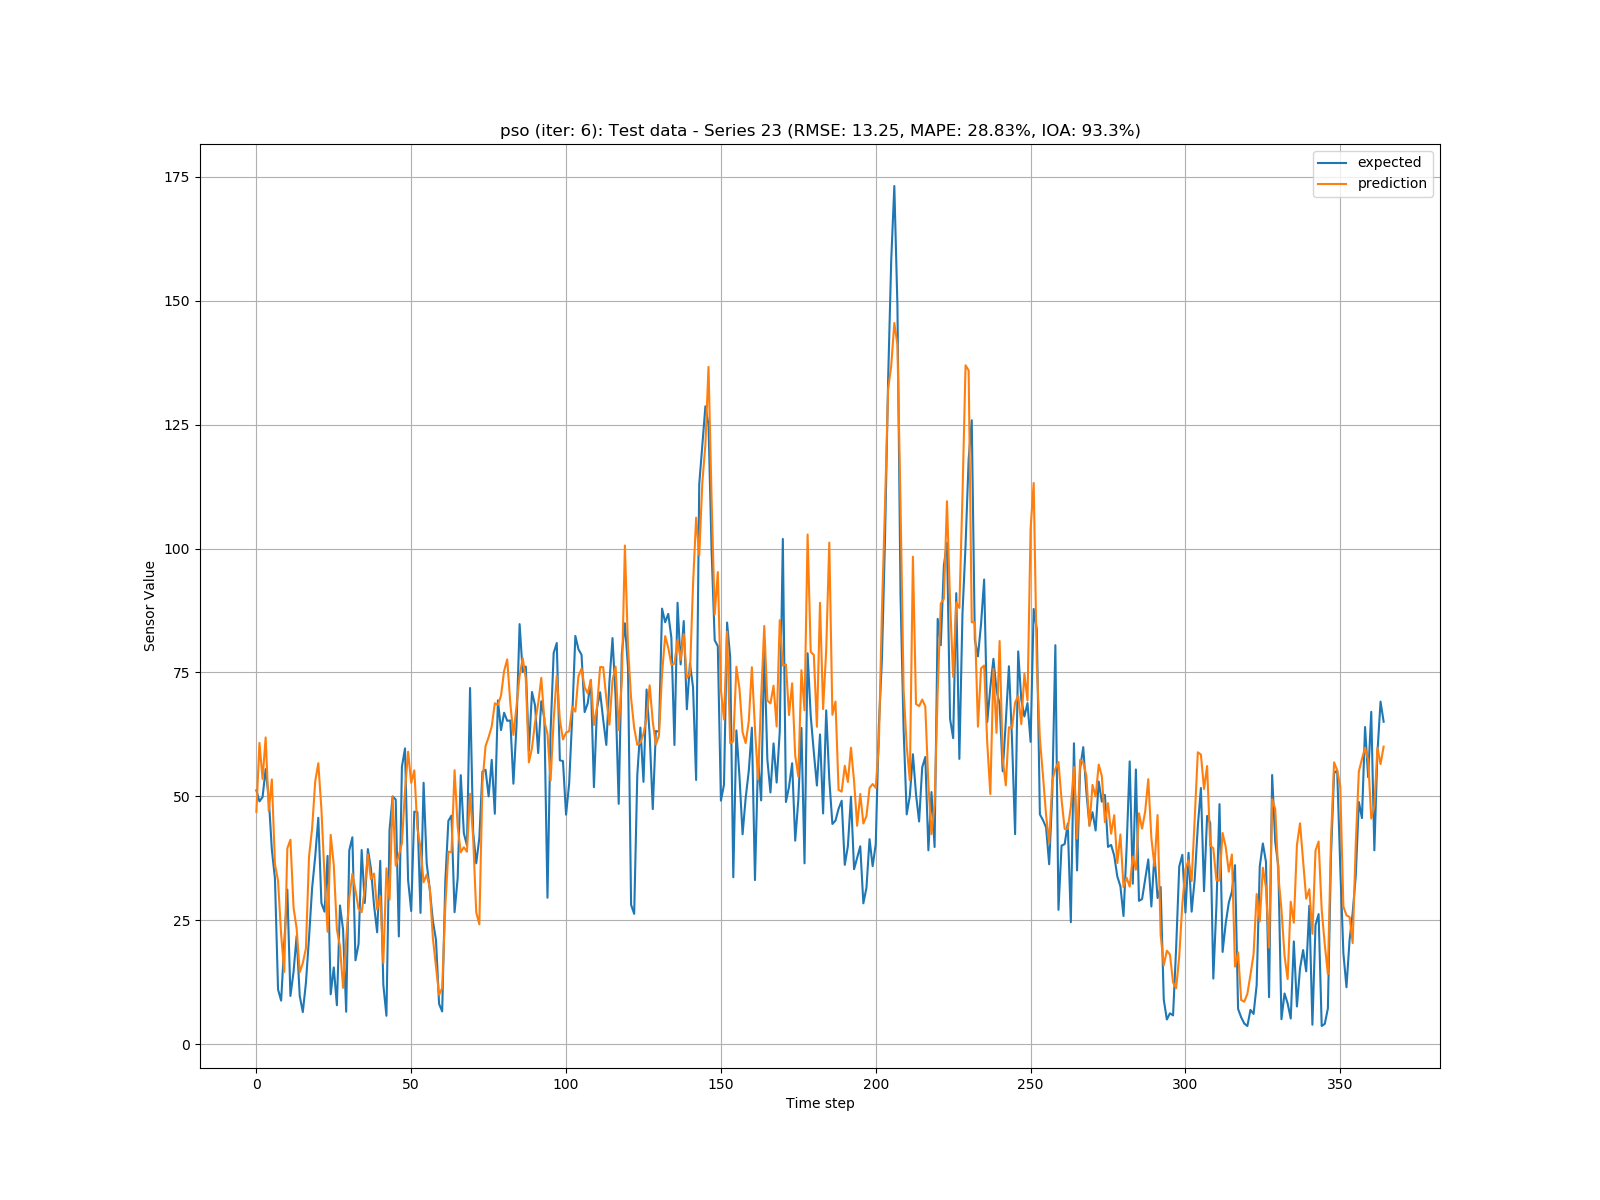 pso (iter: 6): Test data - Series 23 (RMSE: 13.25, MAPE: 28.83%, IOA: 93.3%)
expected
prediction
175
150
125
100
75
50
25
0
Sensor Value
0 50 100 150 200 250 300 350
Time step